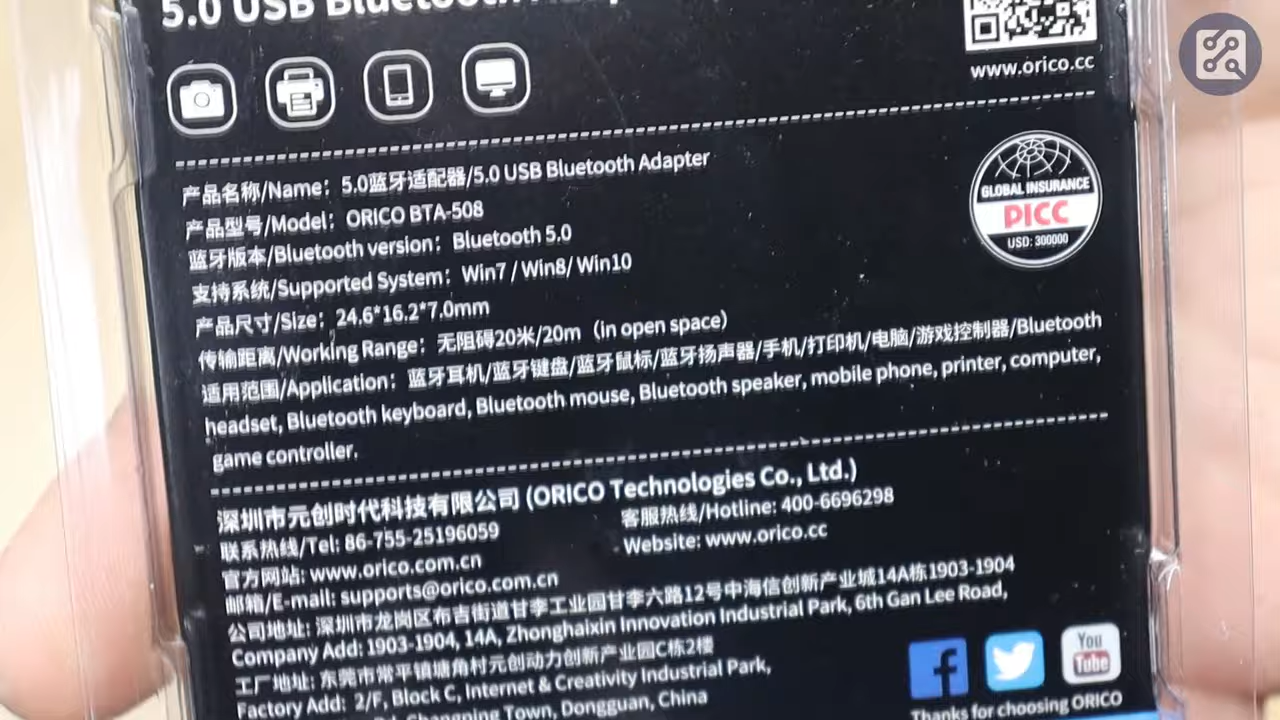 5.0 USB Bluetooth Adap
www.orico.cc
产品名称/Name：5.0蓝牙适配器/5.0 USB Bluetooth Adapter
产品型号/Model：ORICO BTA-508
蓝牙版本/Bluetooth version：Bluetooth 5.0
支持系统/Supported System：Win7 / Win8/ Win10
产品尺寸/Size：24.6*16.2*7.0mm
传输距离/Working Range：无阻碍20米/20m（in open space）
适用范围/Application：蓝牙耳机/蓝牙键盘/蓝牙鼠标/蓝牙扬声器/手机/打印机/电脑/游戏控制器/Bluetooth
headset, Bluetooth keyboard, Bluetooth mouse, Bluetooth speaker, mobile phone, printer, computer,
game controller.
GLOBAL INSURANCE
PICC
USD: 300000
深圳市元创时代科技有限公司 (ORICO Technologies Co., Ltd.)
联系热线/Tel: 86-755-25196059
客服热线/Hotline: 400-6696298
官方网站: www.orico.com.cn
Website: www.orico.cc
邮箱/E-mail: supports@orico.com.cn
公司地址: 深圳市龙岗区布吉街道甘李工业园甘李六路12号中海信创新产业城14A栋1903-1904
Company Add: 1903-1904, 14A, Zhonghaixin Innovation Industrial Park, 6th Gan Lee Road,
工厂地址: 东莞市常平镇塘角村元创动力创新产业园C栋2楼
Factory Add: 2/F, Block C, Internet & Creativity Industrial Park,
Rd, Changping Town, Dongguan, China
You
Tube
Thanks for choosing ORICO